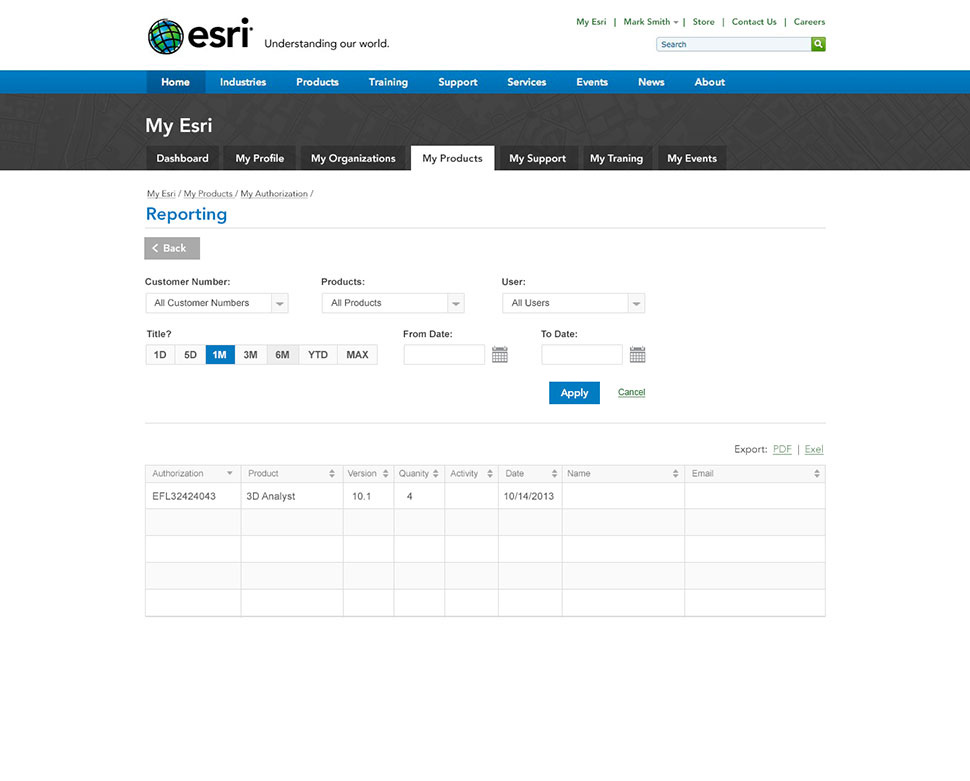 My Esri | Mark Smith | Store | Contact Us | Careers
esri Understanding our world.
Search
Home Industries Products Training Support Services Events News About
My Esri
Dashboard My Profile My Organizations My Products My Support My Traning My Events
My Esri / My Products / My Authorization /
Reporting
Back
Customer Number: Products: User:
All Customer Numbers All Products All Users
Title? From Date: To Date:
1D 5D 1M 3M 6M YTD MAX
Apply Cancel
Export: PDF | Exel
Authorization Product Version Quanity Activity Date Name Email
EFL32424043 3D Analyst 10.1 4 10/14/2013